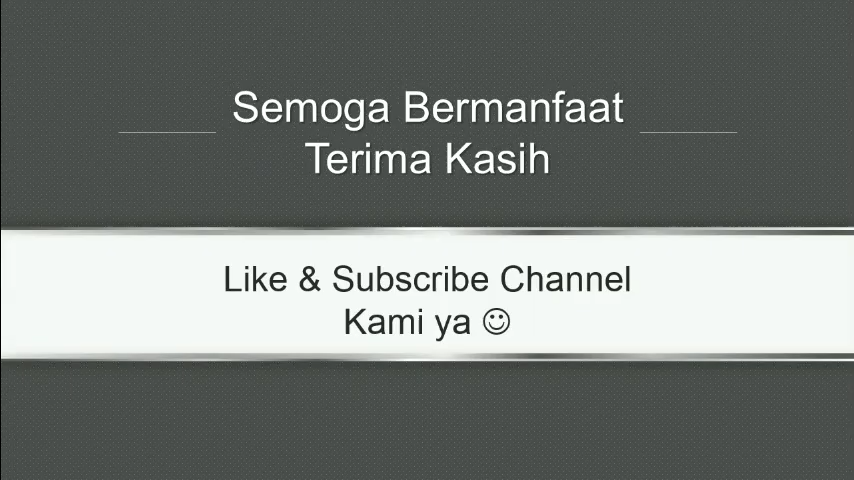 Semoga Bermanfaat
Terima Kasih
Like & Subscribe Channel
Kami ya ☺